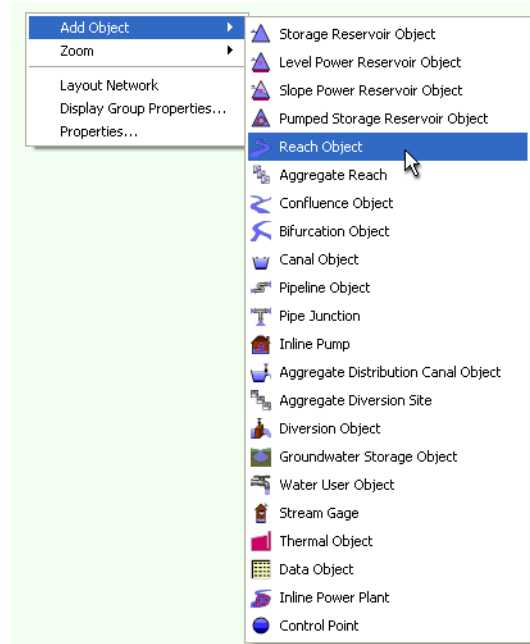 Add Object
Zoom
Layout Network
Display Group Properties...
Properties...
Storage Reservoir Object
Level Power Reservoir Object
Slope Power Reservoir Object
Pumped Storage Reservoir Object
Reach Object
Aggregate Reach
Confluence Object
Bifurcation Object
Canal Object
Pipeline Object
Pipe Junction
Inline Pump
Aggregate Distribution Canal Object
Aggregate Diversion Site
Diversion Object
Groundwater Storage Object
Water User Object
Stream Gage
Thermal Object
Data Object
Inline Power Plant
Control Point